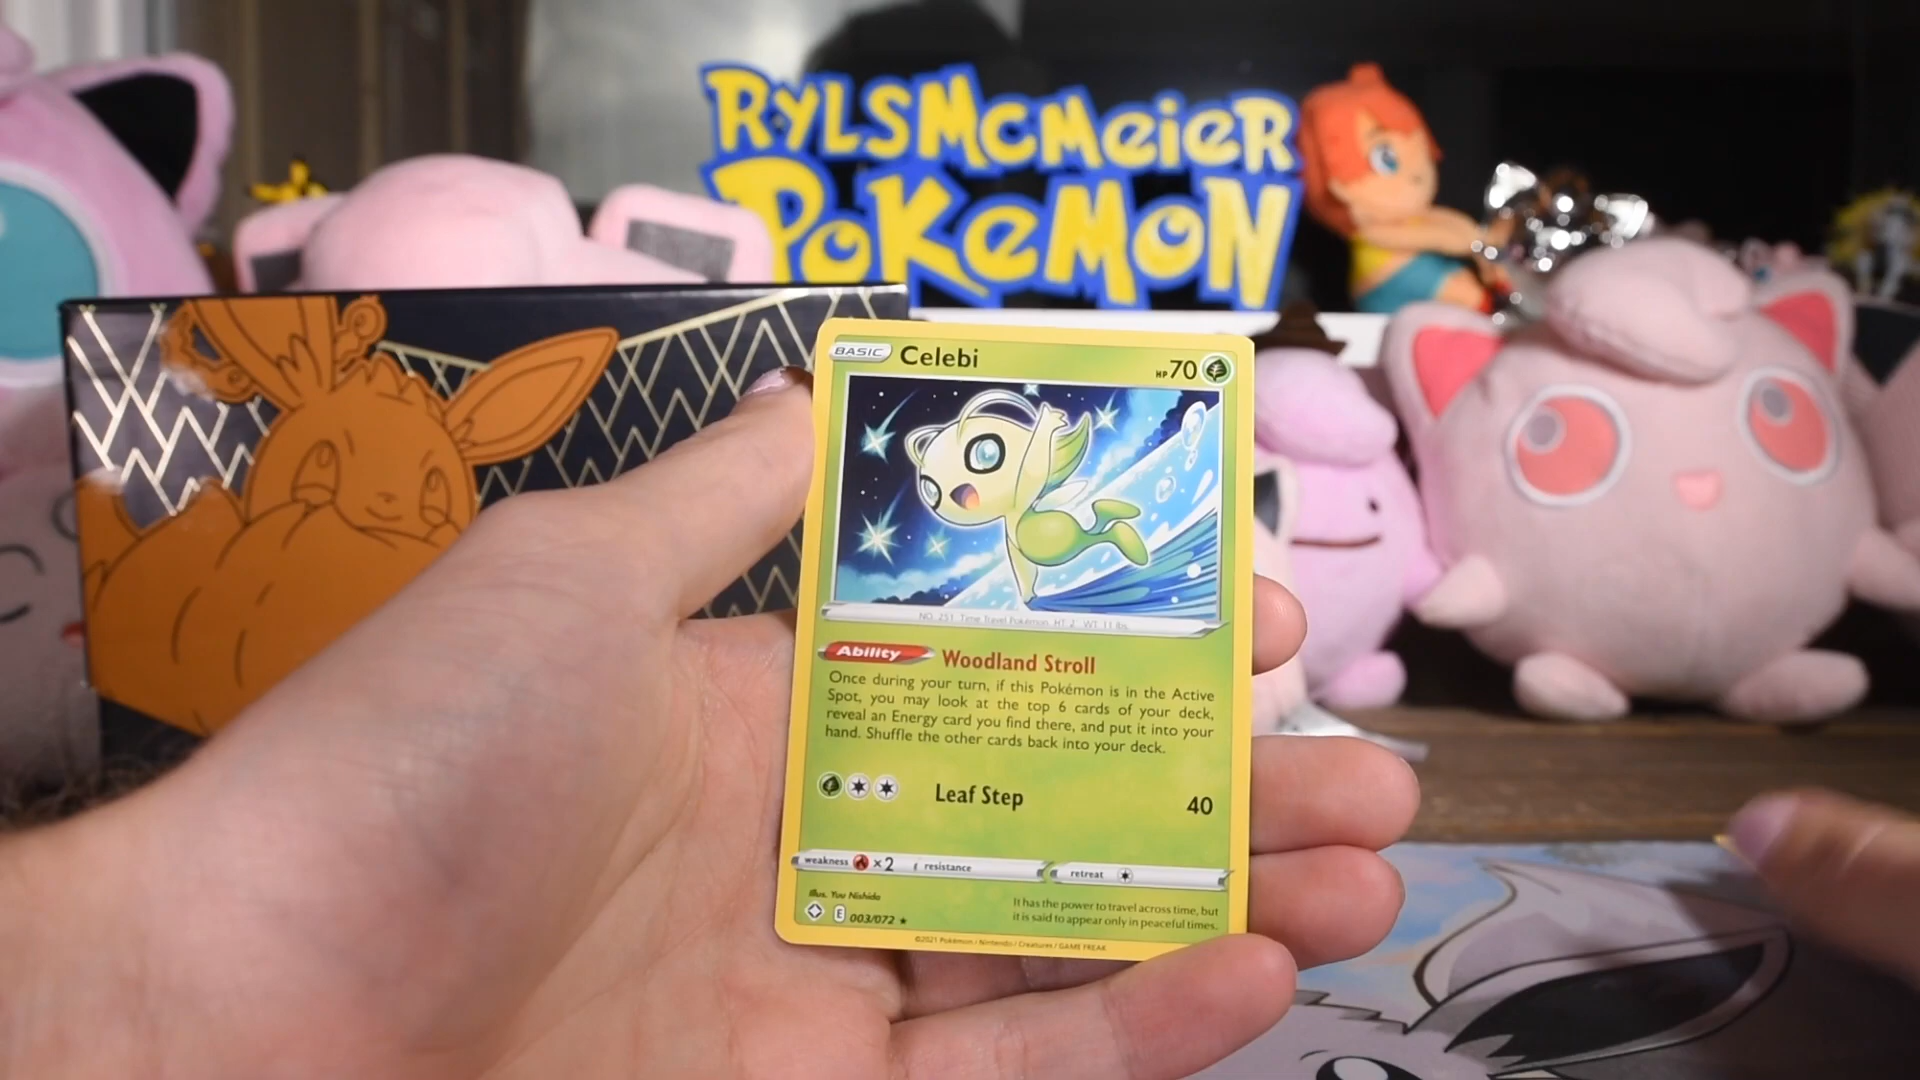 RYLSMCMEIER
POKEMON
BASIC Celebi HP 70
NO. 251 Time Travel Pokémon HT: 2 WT: 11 lbs.
Ability Woodland Stroll
Once during your turn, if this Pokémon is in the Active
Spot, you may look at the top 6 cards of your deck,
reveal an Energy card you find there, and put it into your
hand. Shuffle the other cards back into your deck.
Leaf Step 40
weakness ×2 resistance retreat
Illus. You Nishida
E 003/072 ★
It has the power to travel across time, but
it is said to appear only in peaceful times.
©2021 Pokémon / Nintendo / Creatures / GAME FREAK